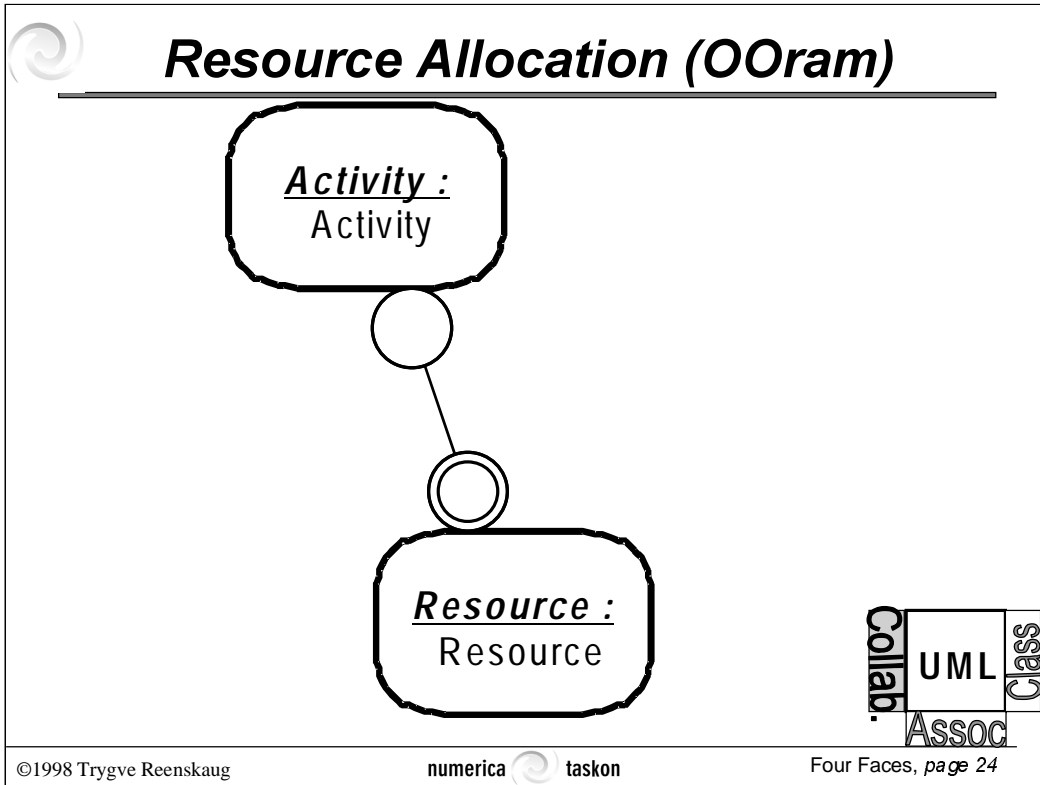 Resource Allocation (OOram)
Activity :
Activity
Resource :
Resource
Collab.
UML
Class
Assoc
©1998 Trygve Reenskaug
numerica taskon
Four Faces, page 24